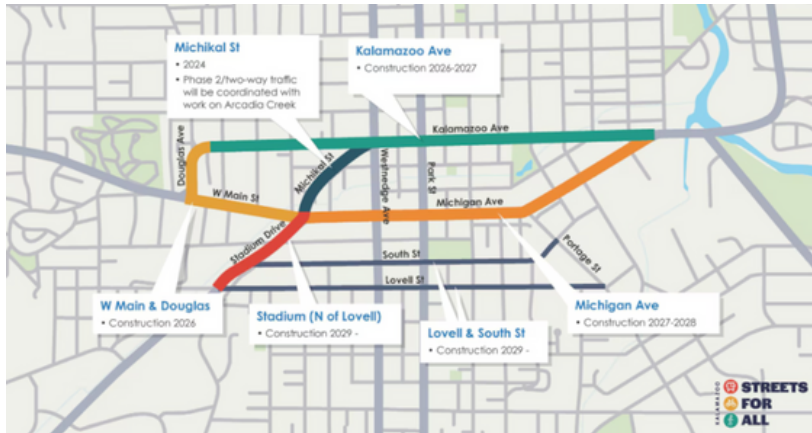 Michikal St
• 2024
• Phase 2/two-way traffic
will be coordinated with
work on Arcadia Creek
Kalamazoo Ave
• Construction 2026-2027
Kalamazoo Ave
Douglas Ave
Michikal St
Westnedge Ave
Park St
W Main St
Michigan Ave
Stadium Drive
South St
Portage St
Lovell St
W Main & Douglas
• Construction 2026
Stadium (N of Lovell)
• Construction 2029 -
Lovell & South St
• Construction 2029 -
Michigan Ave
• Construction 2027-2028
KALAMAZOO
STREETS
FOR
ALL